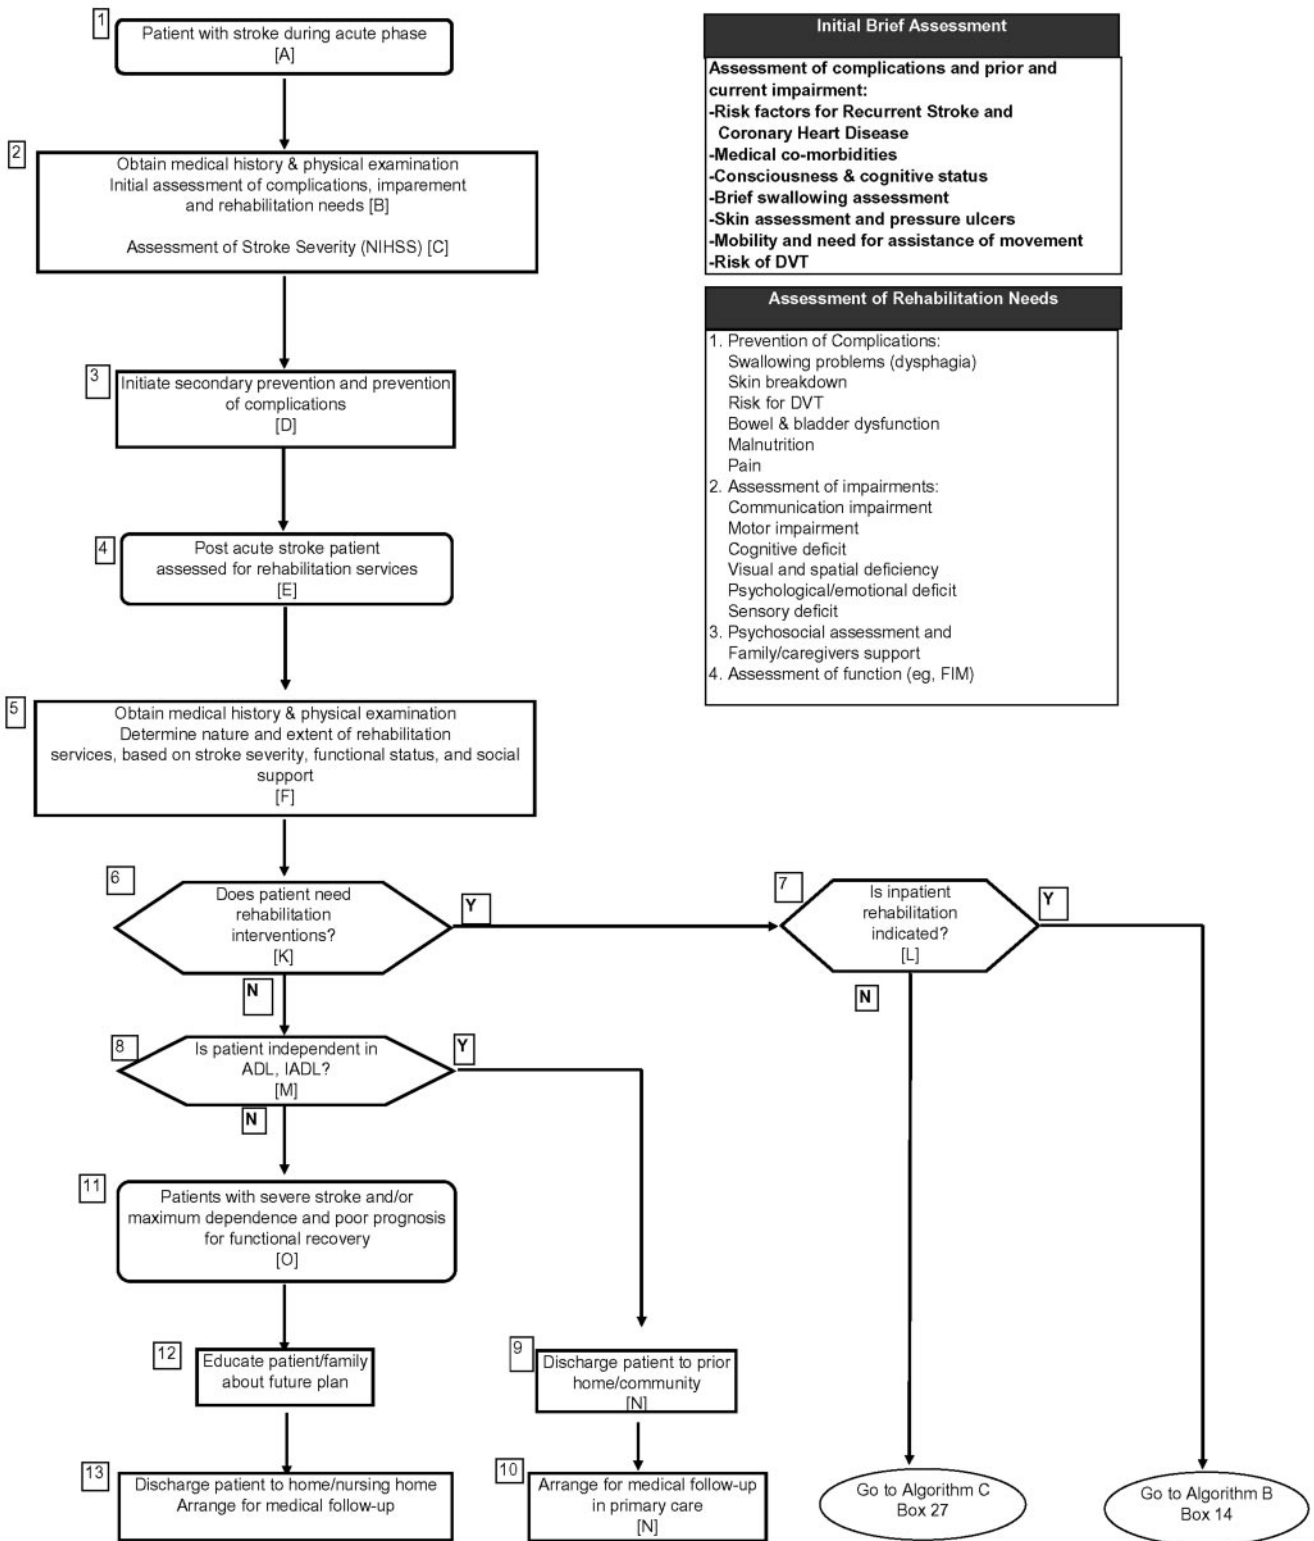 1
Patient with stroke during acute phase
[A]
2
Obtain medical history & physical examination
Initial assessment of complications, imparement
and rehabilitation needs [B]
Assessment of Stroke Severity (NIHSS) [C]
3
Initiate secondary prevention and prevention
of complications
[D]
4
Post acute stroke patient
assessed for rehabilitation services
[E]
5
Obtain medical history & physical examination
Determine nature and extent of rehabilitation
services, based on stroke severity, functional status, and social
support
[F]
6
Does patient need
rehabilitation
interventions?
[K]
Y
N
7
Is inpatient
rehabilitation
indicated?
[L]
Y
N
8
Is patient independent in
ADL, IADL?
[M]
Y
N
11
Patients with severe stroke and/or
maximum dependence and poor prognosis
for functional recovery
[O]
12
Educate patient/family
about future plan
13
Discharge patient to home/nursing home
Arrange for medical follow-up
9
Discharge patient to prior
home/community
[N]
10
Arrange for medical follow-up
in primary care
[N]
Go to Algorithm C
Box 27
Go to Algorithm B
Box 14
Initial Brief Assessment
Assessment of complications and prior and
current impairment:
-Risk factors for Recurrent Stroke and
Coronary Heart Disease
-Medical co-morbidities
-Consciousness & cognitive status
-Brief swallowing assessment
-Skin assessment and pressure ulcers
-Mobility and need for assistance of movement
-Risk of DVT
Assessment of Rehabilitation Needs
1. Prevention of Complications:
Swallowing problems (dysphagia)
Skin breakdown
Risk for DVT
Bowel & bladder dysfunction
Malnutrition
Pain
2. Assessment of impairments:
Communication impairment
Motor impairment
Cognitive deficit
Visual and spatial deficiency
Psychological/emotional deficit
Sensory deficit
3. Psychosocial assessment and
Family/caregivers support
4. Assessment of function (eg, FIM)